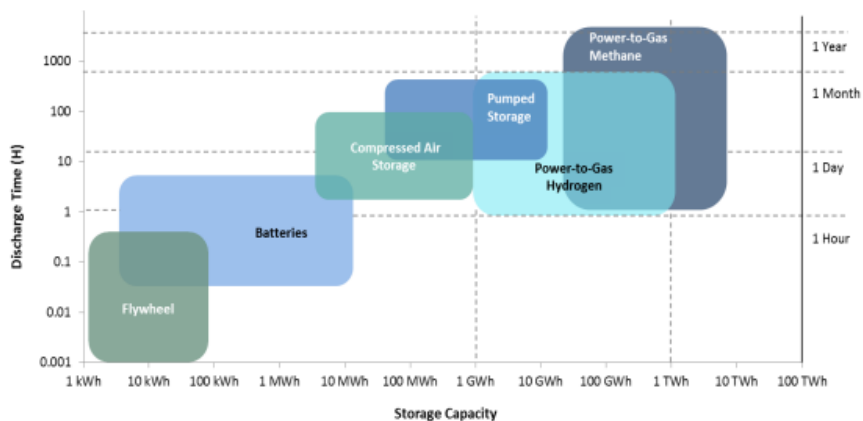 Power-to-Gas
Methane
1 Year
1000
1 Month
Pumped
Storage
100
Compressed Air
Storage
10
Power-to-Gas
Hydrogen
1 Day
1
Batteries
1 Hour
0.1
Flywheel
0.01
0.001
Discharge Time (H)
1 kWh 10 kWh 100 kWh 1 MWh 10 MWh 100 MWh 1 GWh 10 GWh 100 GWh 1 TWh 10 TWh 100 TWh
Storage Capacity